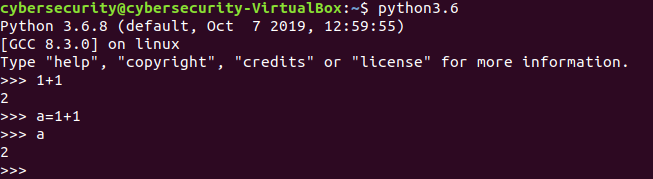 cybersecurity@cybersecurity-VirtualBox:~$ python3.6
Python 3.6.8 (default, Oct  7 2019, 12:59:55)
[GCC 8.3.0] on linux
Type "help", "copyright", "credits" or "license" for more information.
>>> 1+1
2
>>> a=1+1
>>> a
2
>>>